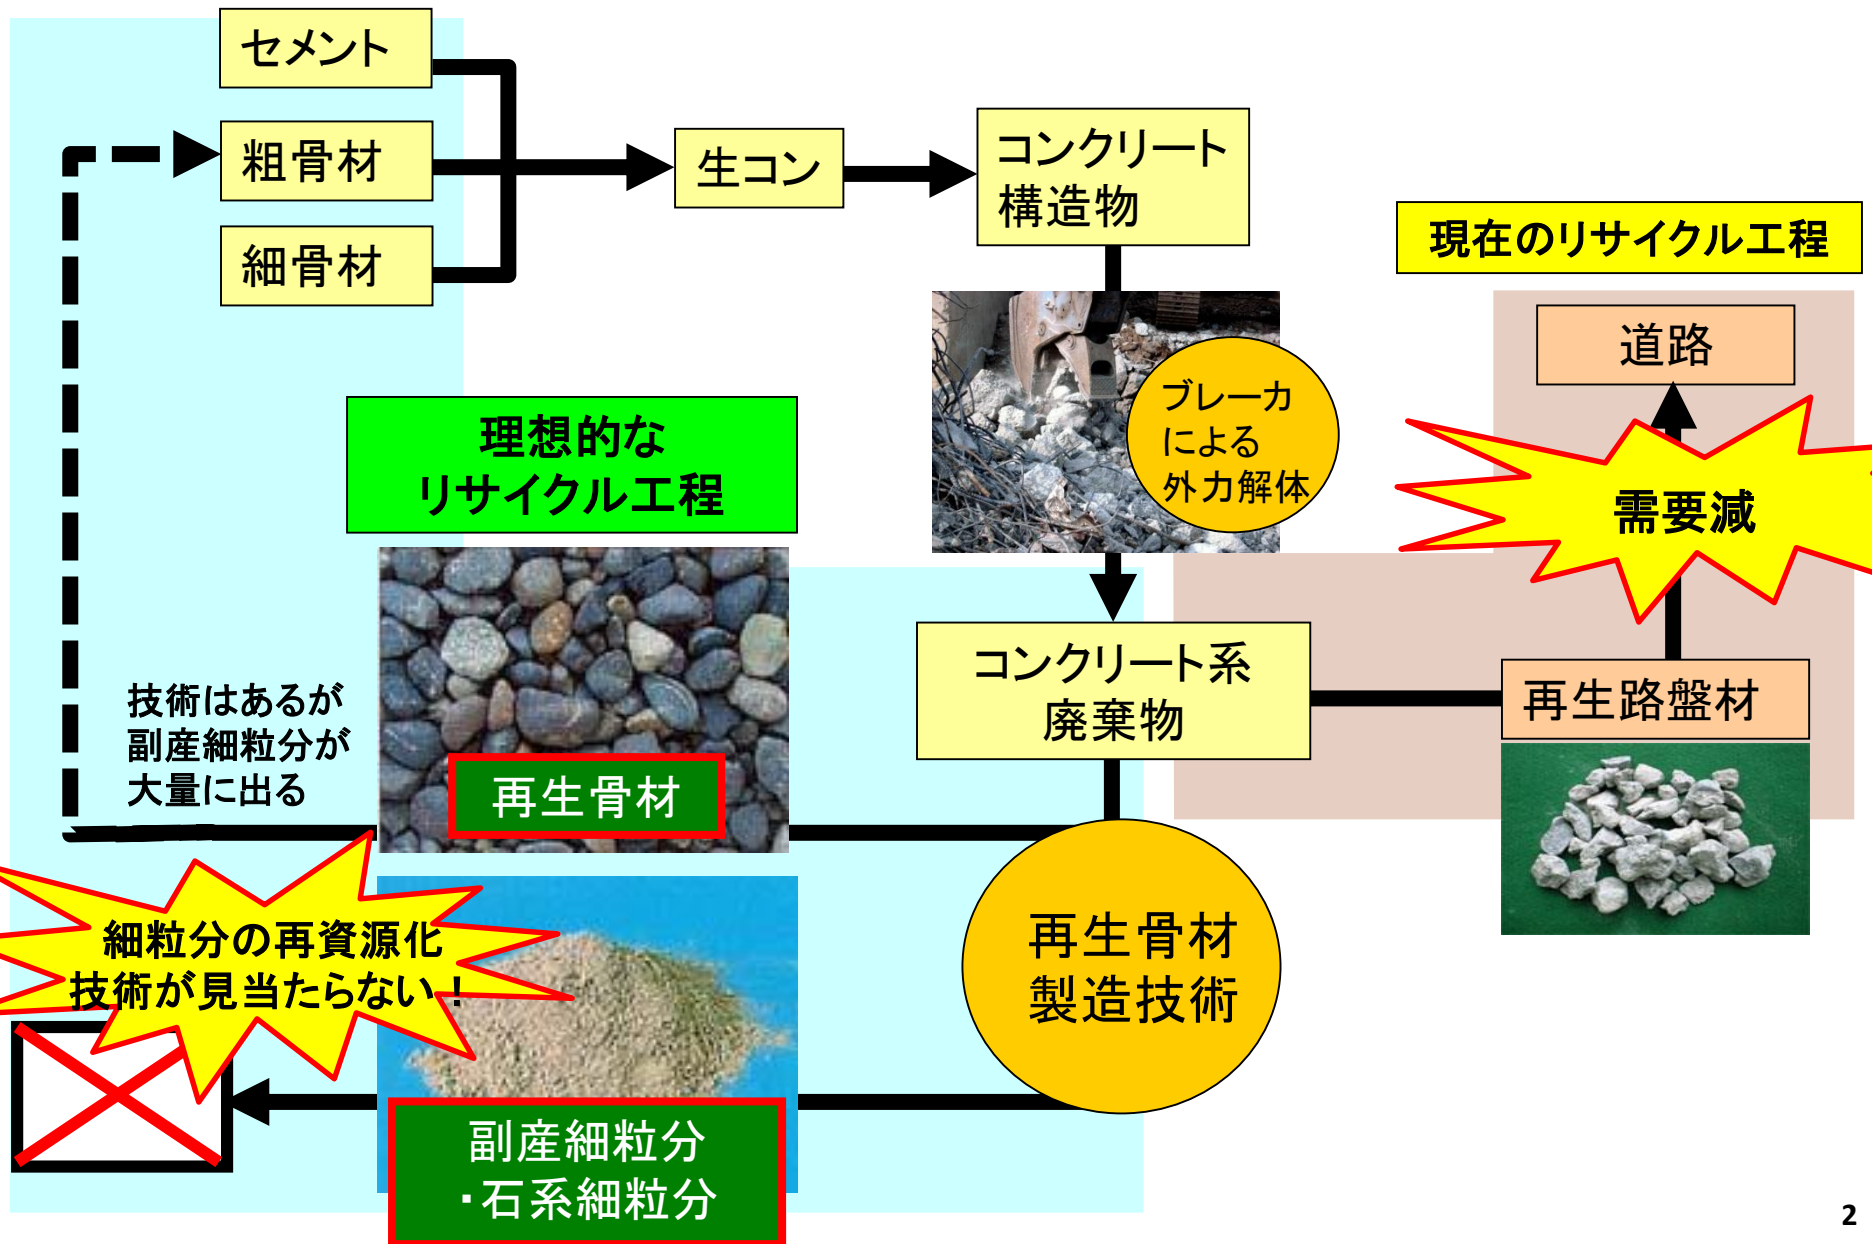 セメント
粗骨材
細骨材
生コン
コンクリート
構造物
現在のリサイクル工程
道路
ブレーカ
による
外力解体
理想的な
リサイクル工程
需要減
コンクリート系
廃棄物
再生路盤材
技術はあるが
副産細粒分が
大量に出る
再生骨材
細粒分の再資源化
技術が見当たらない！
再生骨材
製造技術
副産細粒分
・石系細粒分
2